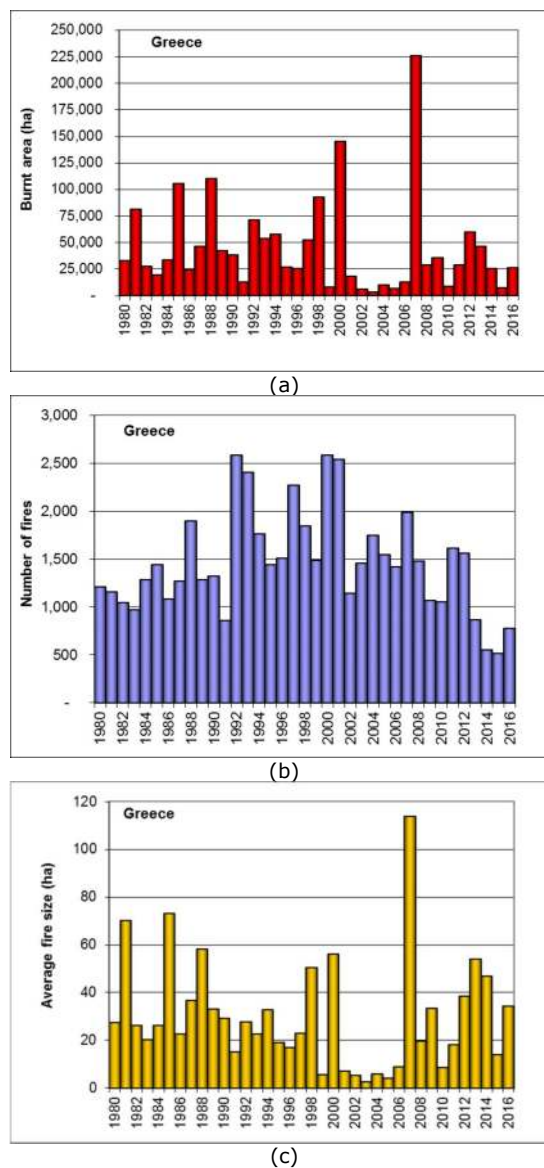 Greece
Burnt area (ha)
250,000
225,000
200,000
175,000
150,000
125,000
100,000
75,000
50,000
25,000
-
1980 1982 1984 1986 1988 1990 1992 1994 1996 1998 2000 2002 2004 2006 2008 2010 2012 2014 2016
(a)
Greece
Number of fires
3,000
2,500
2,000
1,500
1,000
500
-
1980 1982 1984 1986 1988 1990 1992 1994 1996 1998 2000 2002 2004 2006 2008 2010 2012 2014 2016
(b)
Greece
Average fire size (ha)
120
100
80
60
40
20
0
1980 1982 1984 1986 1988 1990 1992 1994 1996 1998 2000 2002 2004 2006 2008 2010 2012 2014 2016
(c)